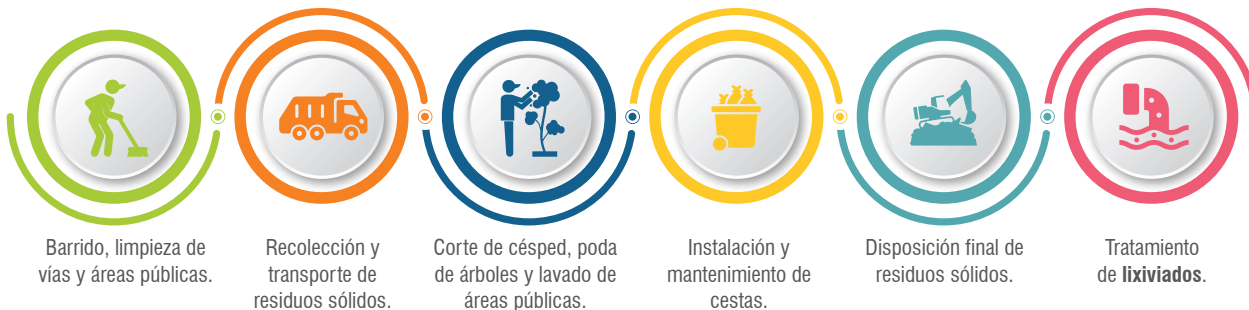 Barrido, limpieza de
vías y áreas públicas.
Recolección y
transporte de
residuos sólidos.
Corte de césped, poda
de árboles y lavado de
áreas públicas.
Instalación y
mantenimiento de
cestas.
Disposición final de
residuos sólidos.
Tratamiento
de lixiviados.